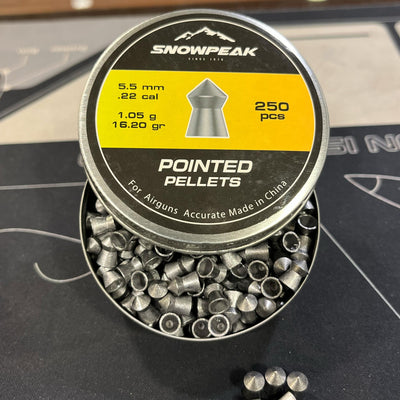 SNOWPEAK
SINCE 1976
5.5 mm
.22 cal
1.05 g
16.20 gr
250
pcs
POINTED
PELLETS
For Airguns Accurate Made in China